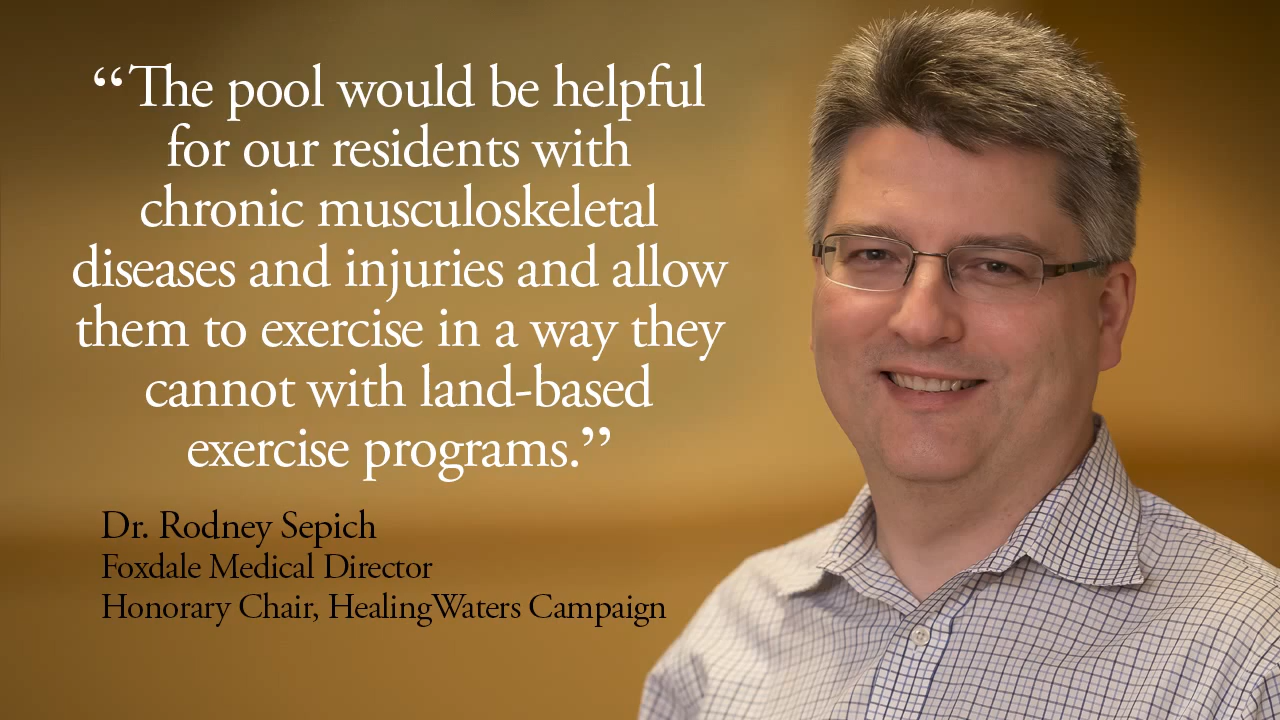 “The pool would be helpful
for our residents with
chronic musculoskeletal
diseases and injuries and allow
them to exercise in a way they
cannot with land-based
exercise programs.”
Dr. Rodney Sepich
Foxdale Medical Director
Honorary Chair, HealingWaters Campaign